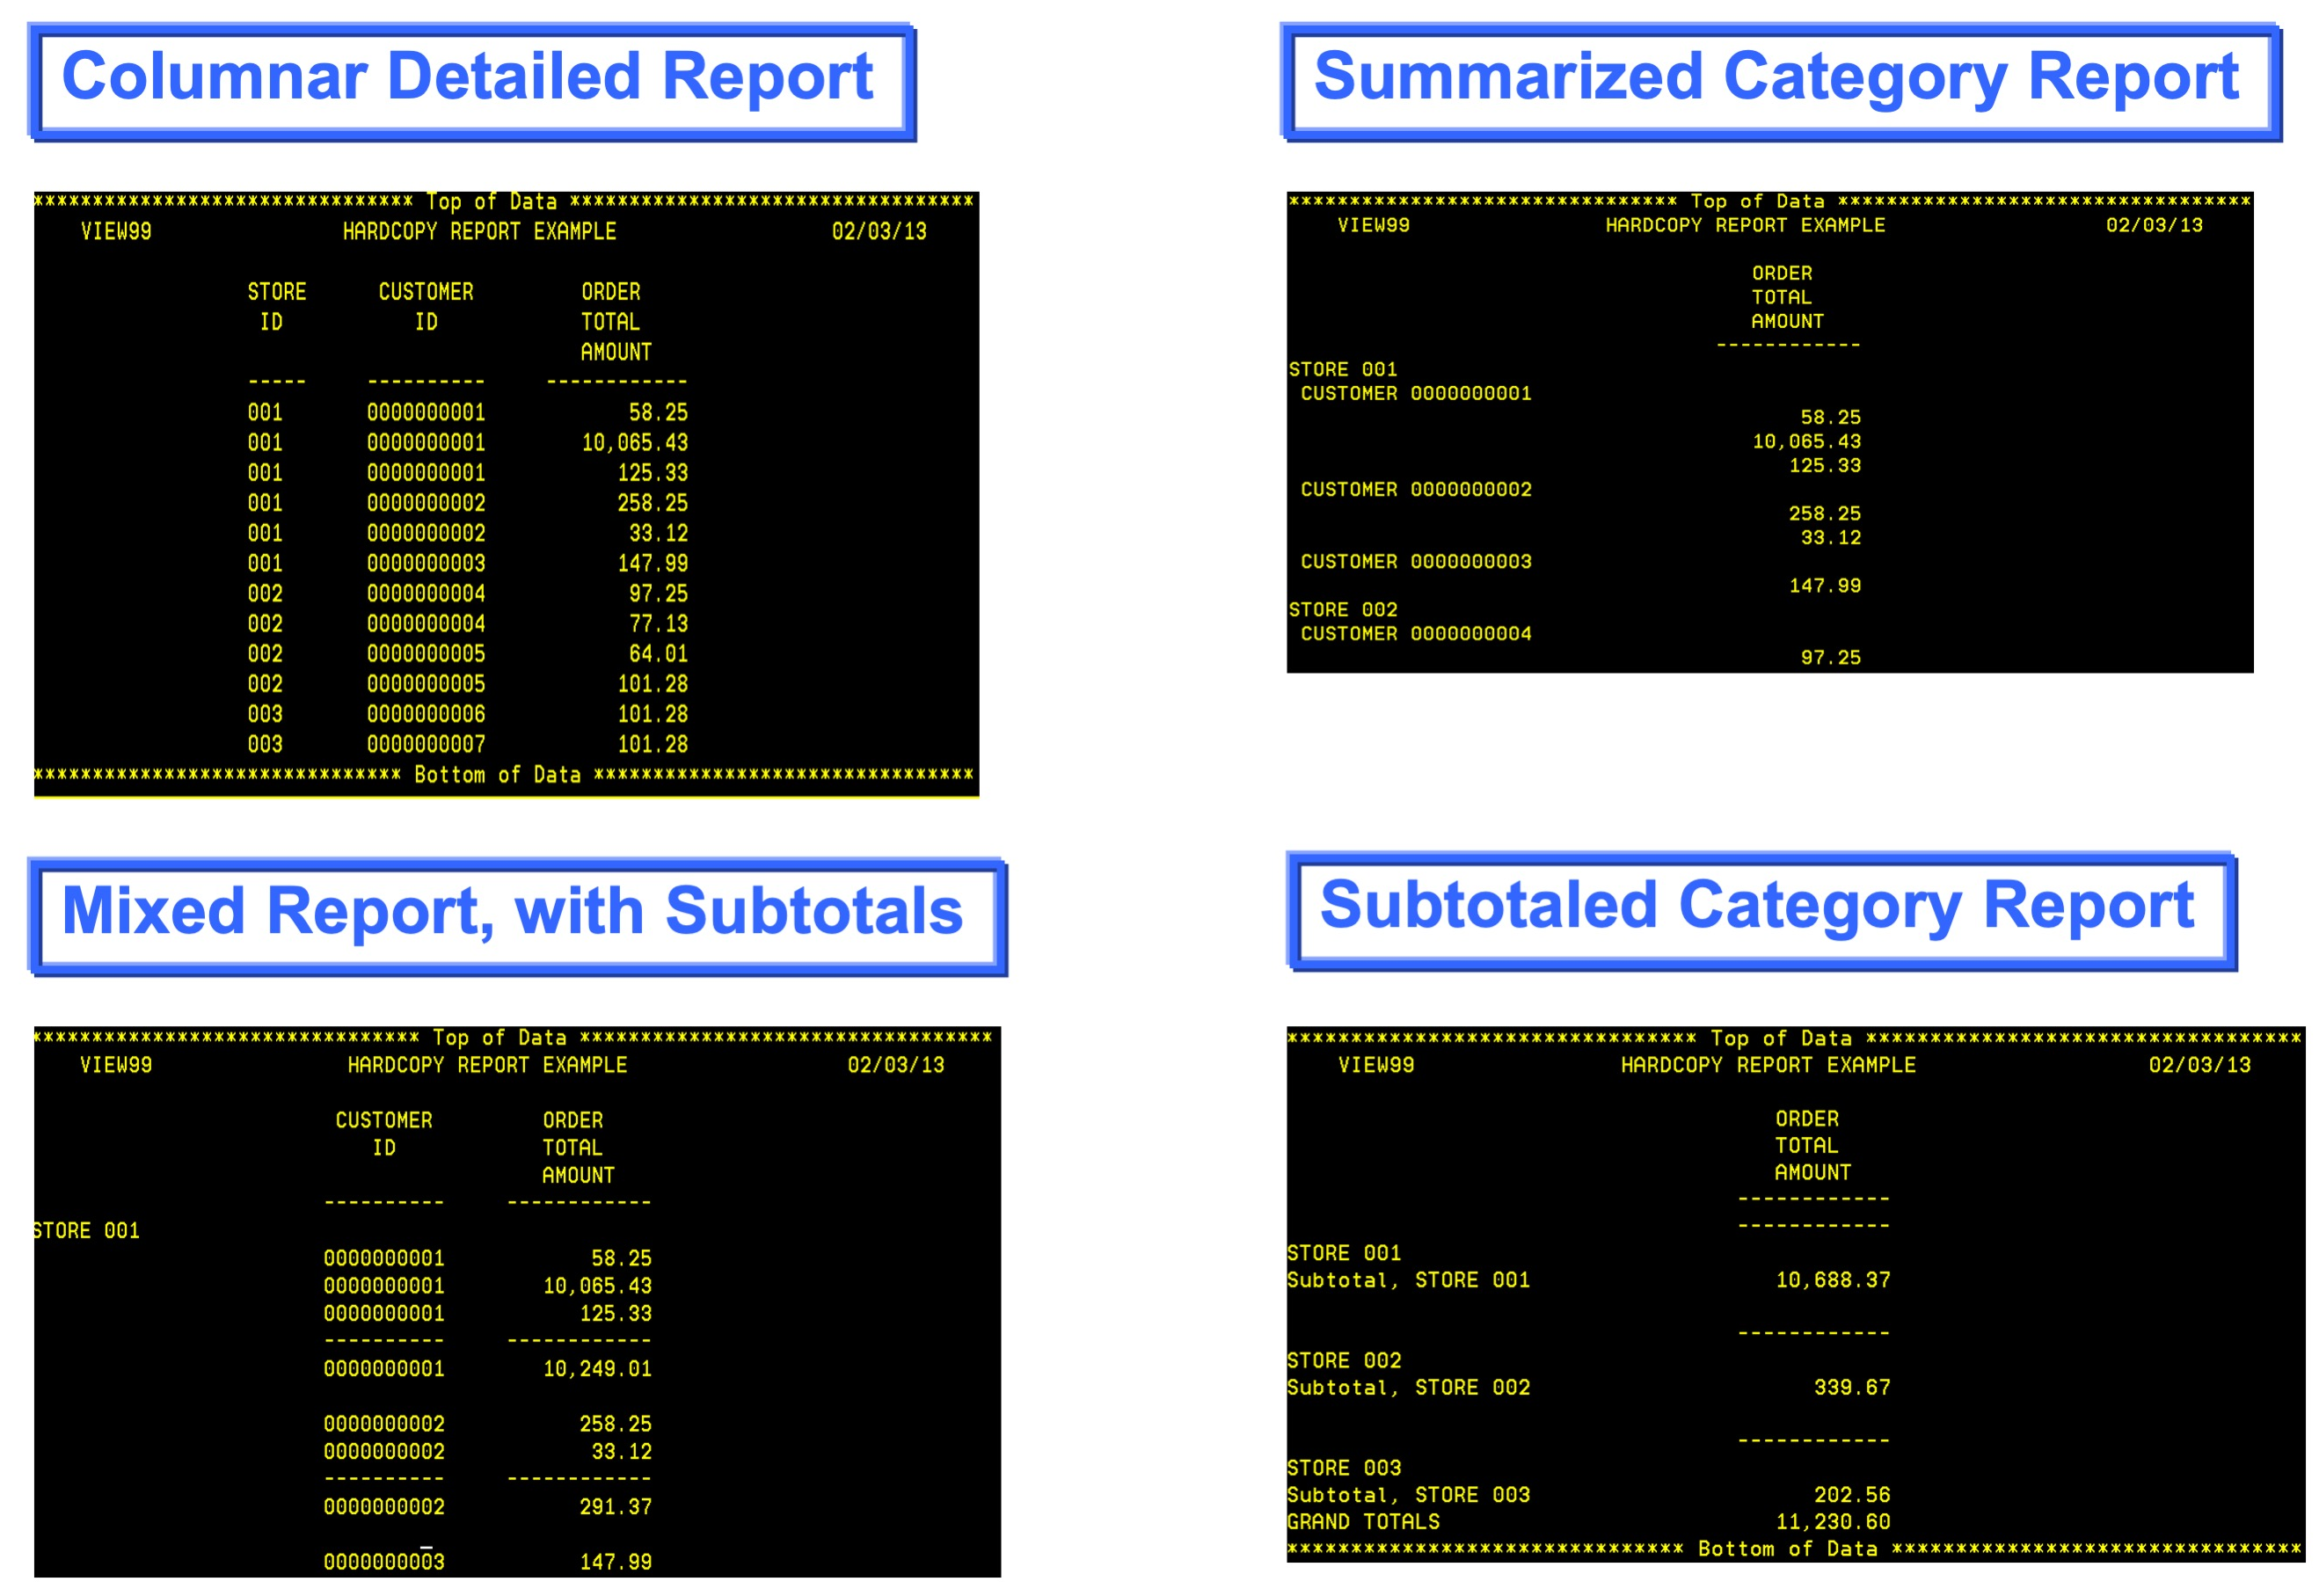 Columnar Detailed Report
****************************** Top of Data ********************************
VIEW99 HARDCOPY REPORT EXAMPLE 02/03/13
STORE CUSTOMER ORDER
ID ID TOTAL
AMOUNT
----- ---------- ------------
001 0000000001 58.25
001 0000000001 10,065.43
001 0000000001 125.33
001 0000000002 258.25
001 0000000002 33.12
001 0000000003 147.99
002 0000000004 97.25
002 0000000004 77.13
002 0000000005 64.01
002 0000000005 101.28
003 0000000006 101.28
003 0000000007 101.28
***************************** Bottom of Data ******************************
Summarized Category Report
****************************** Top of Data ********************************
VIEW99 HARDCOPY REPORT EXAMPLE 02/03/13
ORDER
TOTAL
AMOUNT
------------
STORE 001
CUSTOMER 0000000001
58.25
10,065.43
125.33
CUSTOMER 0000000002
258.25
33.12
CUSTOMER 0000000003
147.99
STORE 002
CUSTOMER 0000000004
97.25
Mixed Report, with Subtotals
****************************** Top of Data ********************************
VIEW99 HARDCOPY REPORT EXAMPLE 02/03/13
CUSTOMER ORDER
ID TOTAL
AMOUNT
---------- ------------
STORE 001
0000000001 58.25
0000000001 10,065.43
0000000001 125.33
---------- ------------
0000000001 10,249.01
0000000002 258.25
0000000002 33.12
---------- ------------
0000000002 291.37
0000000003 147.99
Subtotaled Category Report
****************************** Top of Data ********************************
VIEW99 HARDCOPY REPORT EXAMPLE 02/03/13
ORDER
TOTAL
AMOUNT
------------
------------
STORE 001
Subtotal, STORE 001 10,688.37
------------
STORE 002
Subtotal, STORE 002 339.67
------------
STORE 003
Subtotal, STORE 003 202.56
GRAND TOTALS 11,230.60
***************************** Bottom of Data ******************************